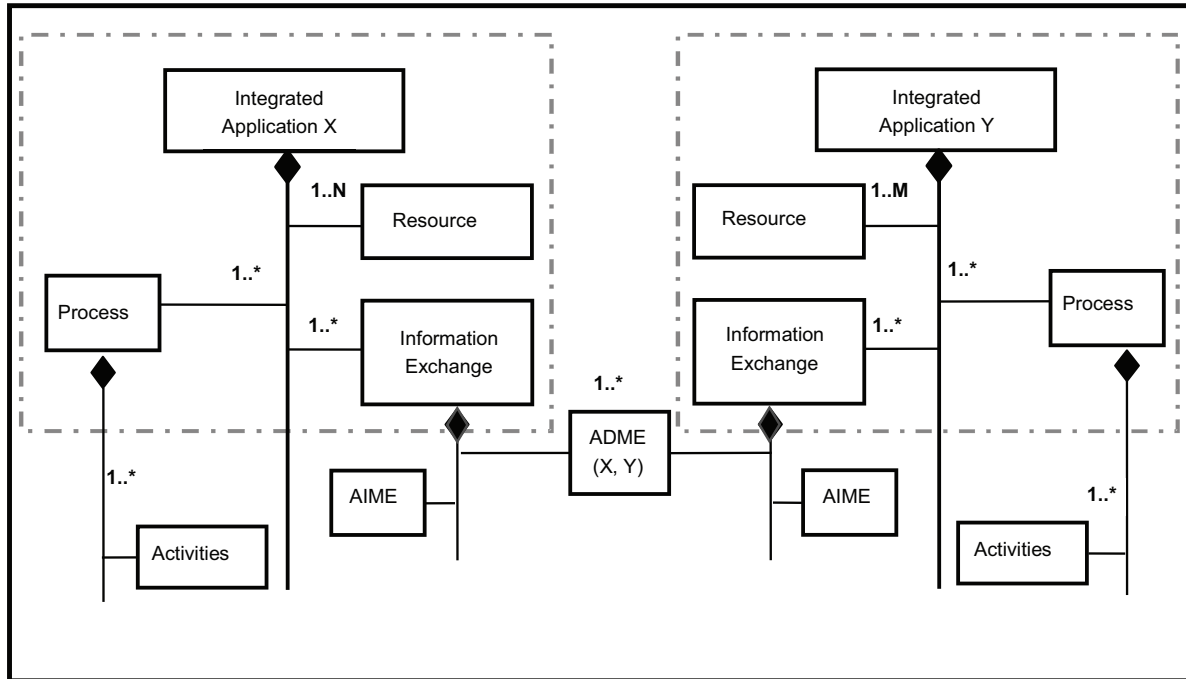 Integrated
Application X
Integrated
Application Y
1..N
Resource
Resource
1..M
1..*
Process
1..*
Information
Exchange
Information
Exchange
1..*
1..*
Process
1..*
ADME
(X, Y)
1..*
AIME
AIME
1..*
Activities
Activities